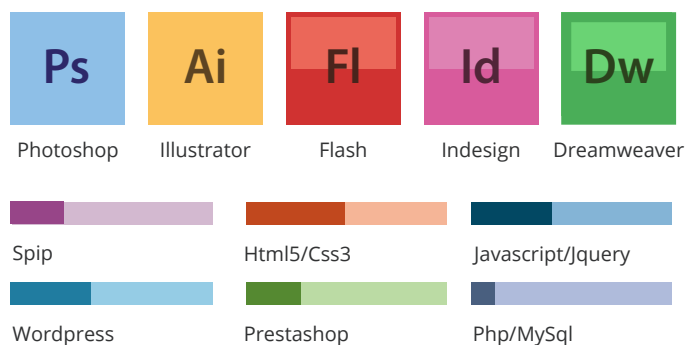 Ps Ai Fl Id Dw
Photoshop Illustrator Flash Indesign Dreamweaver
Spip Html5/Css3 Javascript/Jquery
Wordpress Prestashop Php/MySql